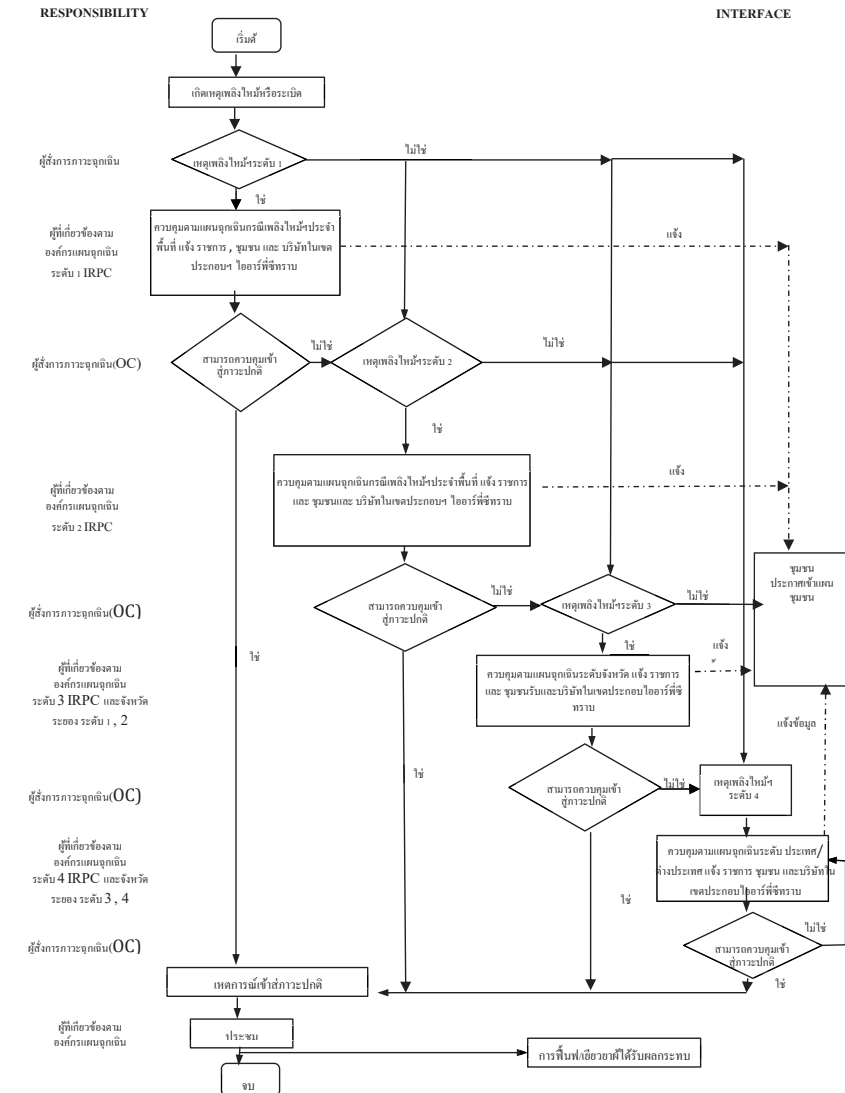 RESPONSIBILITY
INTERFACE
เริ่มต้
เกิดเหตุเพลิงไหม้หรือระเบิด
ผู้สั่งการภาวะฉุกเฉิน
เหตุเพลิงไหม้ฯระดับ 1
ไม่ใช่
ใช่
ผู้ที่เกี่ยวข้องตาม
องค์กรแผนฉุกเฉิน
ระดับ 1 IRPC
ควบคุมตามแผนฉุกเฉินกรณีเพลิงไหม้ฯประจำ
พื้นที่ แจ้ง ราชการ , ชุมชน และ บริษัทในเขต
ประกอบฯ ไออาร์พีซีทราบ
แจ้ง
ผู้สั่งการภาวะฉุกเฉิน(OC)
สามารถควบคุมเข้า
สู่ภาวะปกติ
ไม่ใช่
เหตุเพลิงไหม้ฯระดับ 2
ไม่ใช่
ใช่
ผู้ที่เกี่ยวข้องตาม
องค์กรแผนฉุกเฉิน
ระดับ 2 IRPC
ควบคุมตามแผนฉุกเฉินกรณีเพลิงไหม้ฯประจำพื้นที่ แจ้ง ราชการ
และ ชุมชนและ บริษัทในเขตประกอบฯ ไออาร์พีซีทราบ
แจ้ง
ชุมชน
ประกาศเข้าแผน
ชุมชน
ผู้สั่งการภาวะฉุกเฉิน(OC)
สามารถควบคุมเข้า
สู่ภาวะปกติ
ไม่ใช่
เหตุเพลิงไหม้ฯระดับ 3
ไม่ใช่
ใช่
ใช่
แจ้ง
ผู้ที่เกี่ยวข้องตาม
องค์กรแผนฉุกเฉิน
ระดับ 3 IRPC และจังหวัด
ระยอง ระดับ 1 , 2
ควบคุมตามแผนฉุกเฉินระดับจังหวัด แจ้ง ราชการ
และ ชุมชนรับและบริษัทในเขตประกอบไออาร์พีซี
ทราบ
แจ้งข้อมูล
ใช่
ผู้สั่งการภาวะฉุกเฉิน(OC)
สามารถควบคุมเข้า
สู่ภาวะปกติ
ไม่ใช่
เหตุเพลิงไหม้ฯ
ระดับ 4
ผู้ที่เกี่ยวข้องตาม
องค์กรแผนฉุกเฉิน
ระดับ 4 IRPC และจังหวัด
ระยอง ระดับ 3 , 4
ควบคุมตามแผนฉุกเฉินระดับ ประเทศ/
ต่างประเทศ แจ้ง ราชการ ชุมชน และบริษัทใน
เขตประกอบไออาร์พีซีทราบ
ใช่
ไม่ใช่
ผู้สั่งการภาวะฉุกเฉิน(OC)
สามารถควบคุมเข้า
สู่ภาวะปกติ
ใช่
เหตการณ์เข้าส่ภาวะปกติ
ผู้ที่เกี่ยวข้องตาม
องค์กรแผนฉุกเฉิน
ประชม
การฟื้นฟ/เยียวยาผ้ได้รับผลกระทบ
จบ